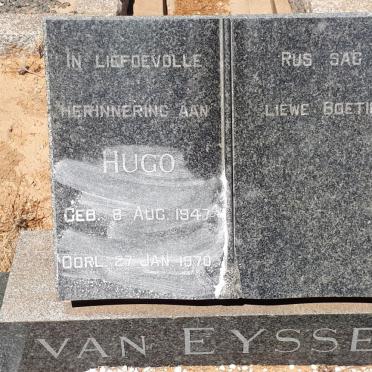 IN LIEFDEVOLLE
HERINNERING AAN
HUGO
GEB. 8 AUG. 1947
OORL. 27 JAN. 1970
RUS SAG
LIEWE BOETIE
VAN EYSSE